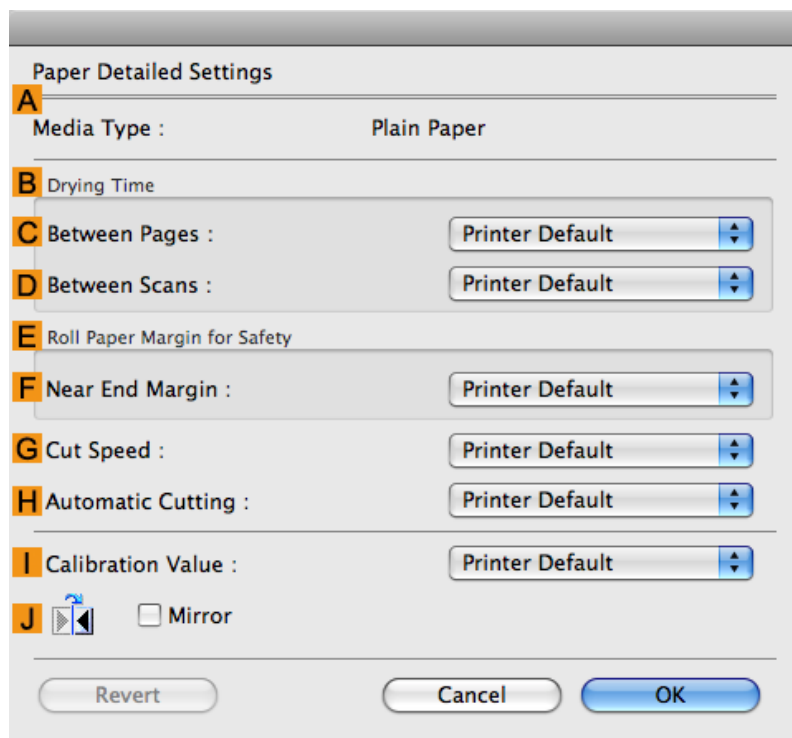 Paper Detailed Settings
A
Media Type : Plain Paper
B Drying Time
C Between Pages : Printer Default
D Between Scans : Printer Default
E Roll Paper Margin for Safety
F Near End Margin : Printer Default
G Cut Speed : Printer Default
H Automatic Cutting : Printer Default
I Calibration Value : Printer Default
J Mirror
Revert Cancel OK